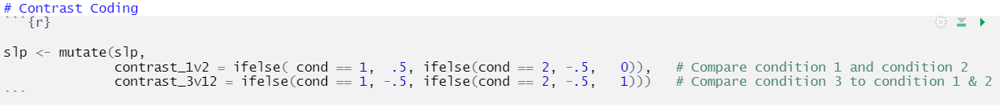 # Contrast Coding
```{r}
slp <- mutate(slp,
              contrast_1v2 = ifelse( cond == 1,  .5, ifelse(cond == 2, -.5,   0)),   # Compare condition 1 and condition 2
              contrast_3v12 = ifelse(cond == 1, -.5, ifelse(cond == 2, -.5,   1)))   # Compare condition 3 to condition 1 & 2
```